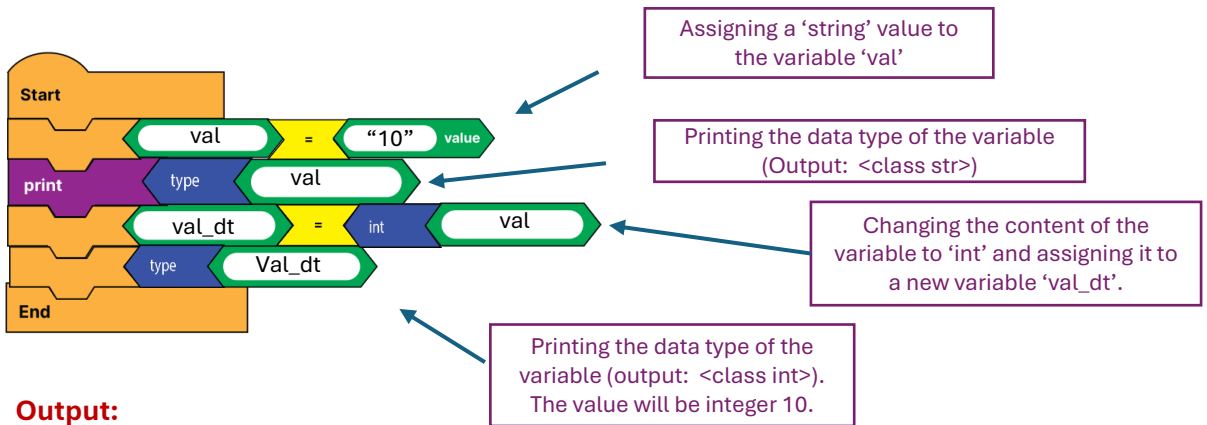 Assigning a ‘string’ value to
the variable ‘val’
Start
val = “10” value
Printing the data type of the variable
(Output: <class str>)
print type val
val_dt = int val
Changing the content of the
variable to ‘int’ and assigning it to
a new variable ‘val_dt’.
type Val_dt
End
Printing the data type of the
variable (output: <class int>).
The value will be integer 10.
Output: